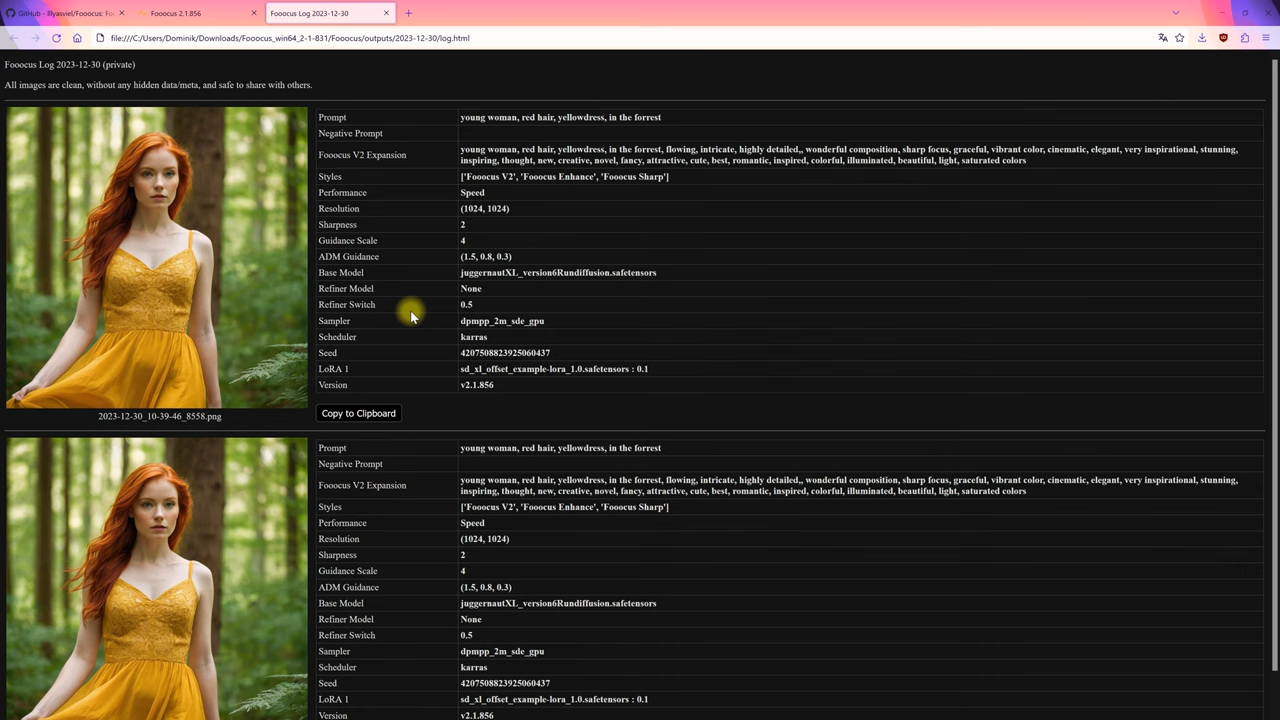 GitHub - lllyasviel/Fooocus: Fo
Fooocus 2.1.856
Fooocus Log 2023-12-30
file:///C:/Users/Dominik/Downloads/Fooocus_win64_2-1-831/Fooocus/outputs/2023-12-30/log.html
Fooocus Log 2023-12-30 (private)
All images are clean, without any hidden data/meta, and safe to share with others.
Prompt young woman, red hair, yellowdress, in the forrest
Negative Prompt
Fooocus V2 Expansion young woman, red hair, yellowdress, in the forrest, flowing, intricate, highly detailed,, wonderful composition, sharp focus, graceful, vibrant color, cinematic, elegant, very inspirational, stunning,
inspiring, thought, new, creative, novel, fancy, attractive, cute, best, romantic, inspired, colorful, illuminated, beautiful, light, saturated colors
Styles ['Fooocus V2', 'Fooocus Enhance', 'Fooocus Sharp']
Performance Speed
Resolution (1024, 1024)
Sharpness 2
Guidance Scale 4
ADM Guidance (1.5, 0.8, 0.3)
Base Model juggernautXL_version6Rundiffusion.safetensors
Refiner Model None
Refiner Switch 0.5
Sampler dpmpp_2m_sde_gpu
Scheduler karras
Seed 4207508823925060437
LoRA 1 sd_xl_offset_example-lora_1.0.safetensors : 0.1
Version v2.1.856
2023-12-30_10-39-46_8558.png
Copy to Clipboard
Prompt young woman, red hair, yellowdress, in the forrest
Negative Prompt
Fooocus V2 Expansion young woman, red hair, yellowdress, in the forrest, flowing, intricate, highly detailed,, wonderful composition, sharp focus, graceful, vibrant color, cinematic, elegant, very inspirational, stunning,
inspiring, thought, new, creative, novel, fancy, attractive, cute, best, romantic, inspired, colorful, illuminated, beautiful, light, saturated colors
Styles ['Fooocus V2', 'Fooocus Enhance', 'Fooocus Sharp']
Performance Speed
Resolution (1024, 1024)
Sharpness 2
Guidance Scale 4
ADM Guidance (1.5, 0.8, 0.3)
Base Model juggernautXL_version6Rundiffusion.safetensors
Refiner Model None
Refiner Switch 0.5
Sampler dpmpp_2m_sde_gpu
Scheduler karras
Seed 4207508823925060437
LoRA 1 sd_xl_offset_example-lora_1.0.safetensors : 0.1
Version v2.1.856